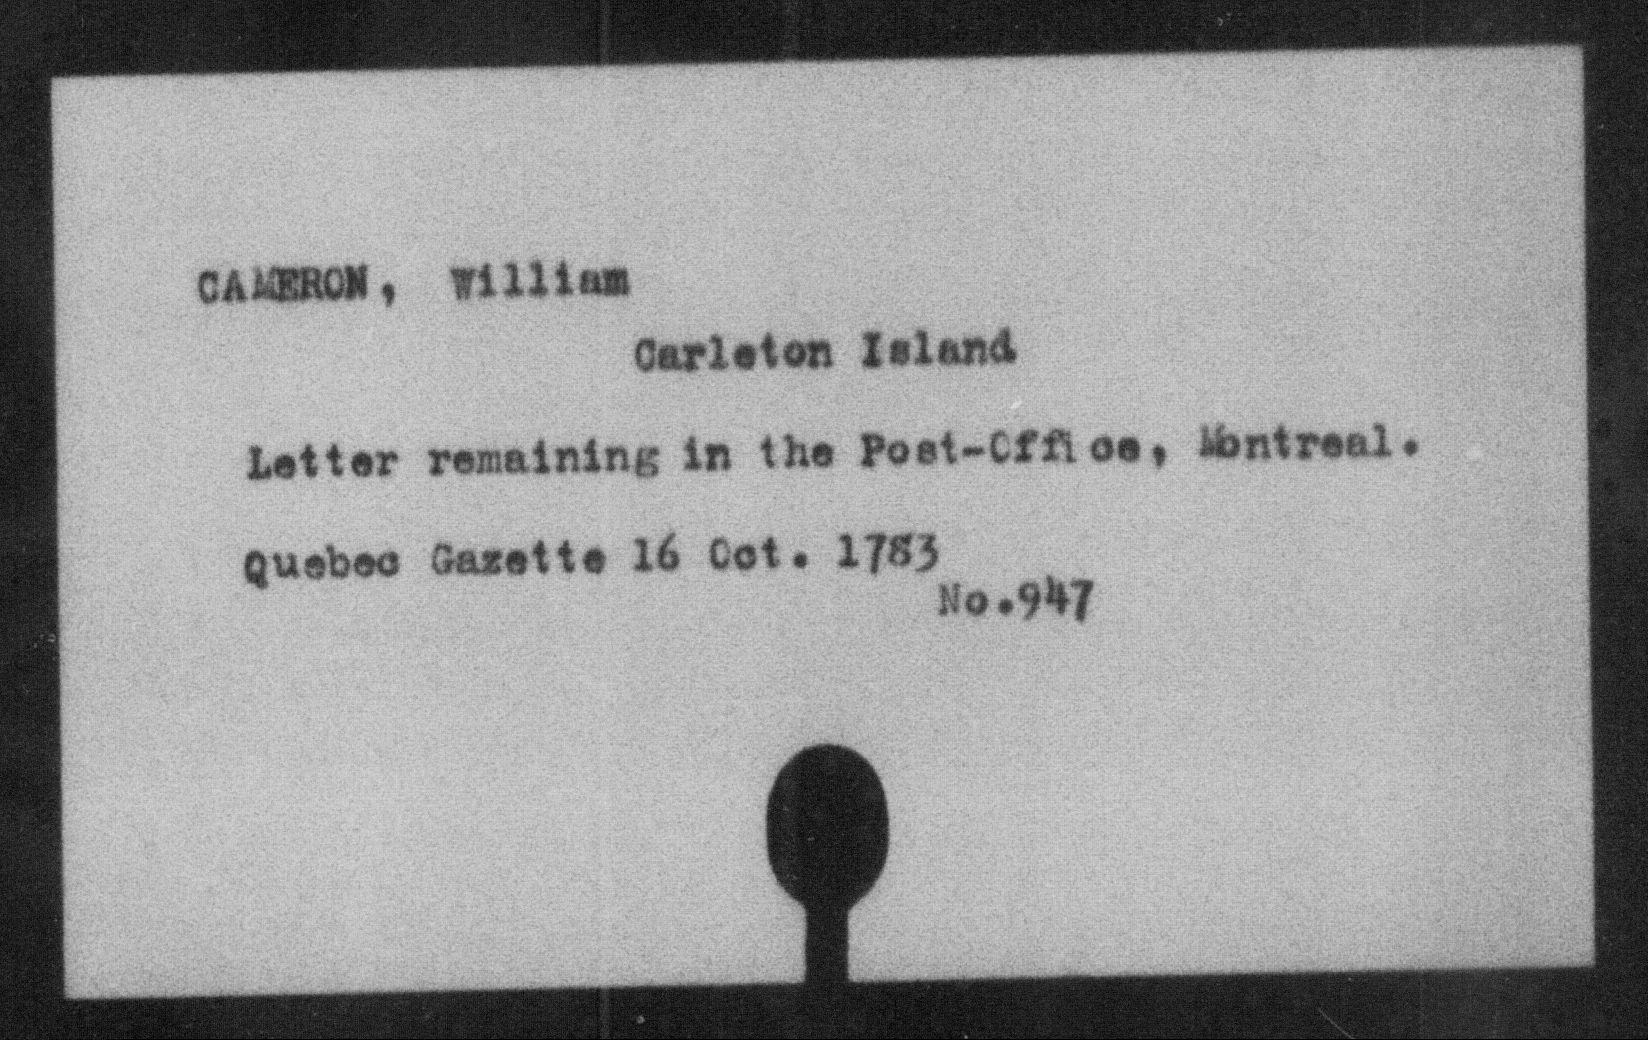 CAMERON, William
Carleton Island
Letter remaining in the Post-Office, Montreal.
Quebec Gazette 16 Oct. 1783
No.947